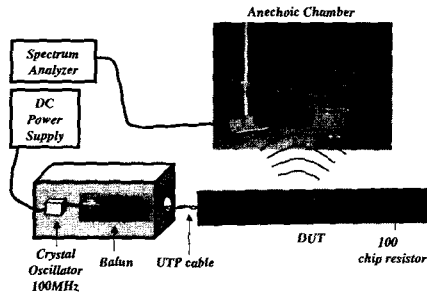 Anechoic Chamber
Spectrum
Analyzer
DC
Power
Supply
DUT
100
chip resistor
Crystal
Oscillator
100MHz
Balun
UTP cable